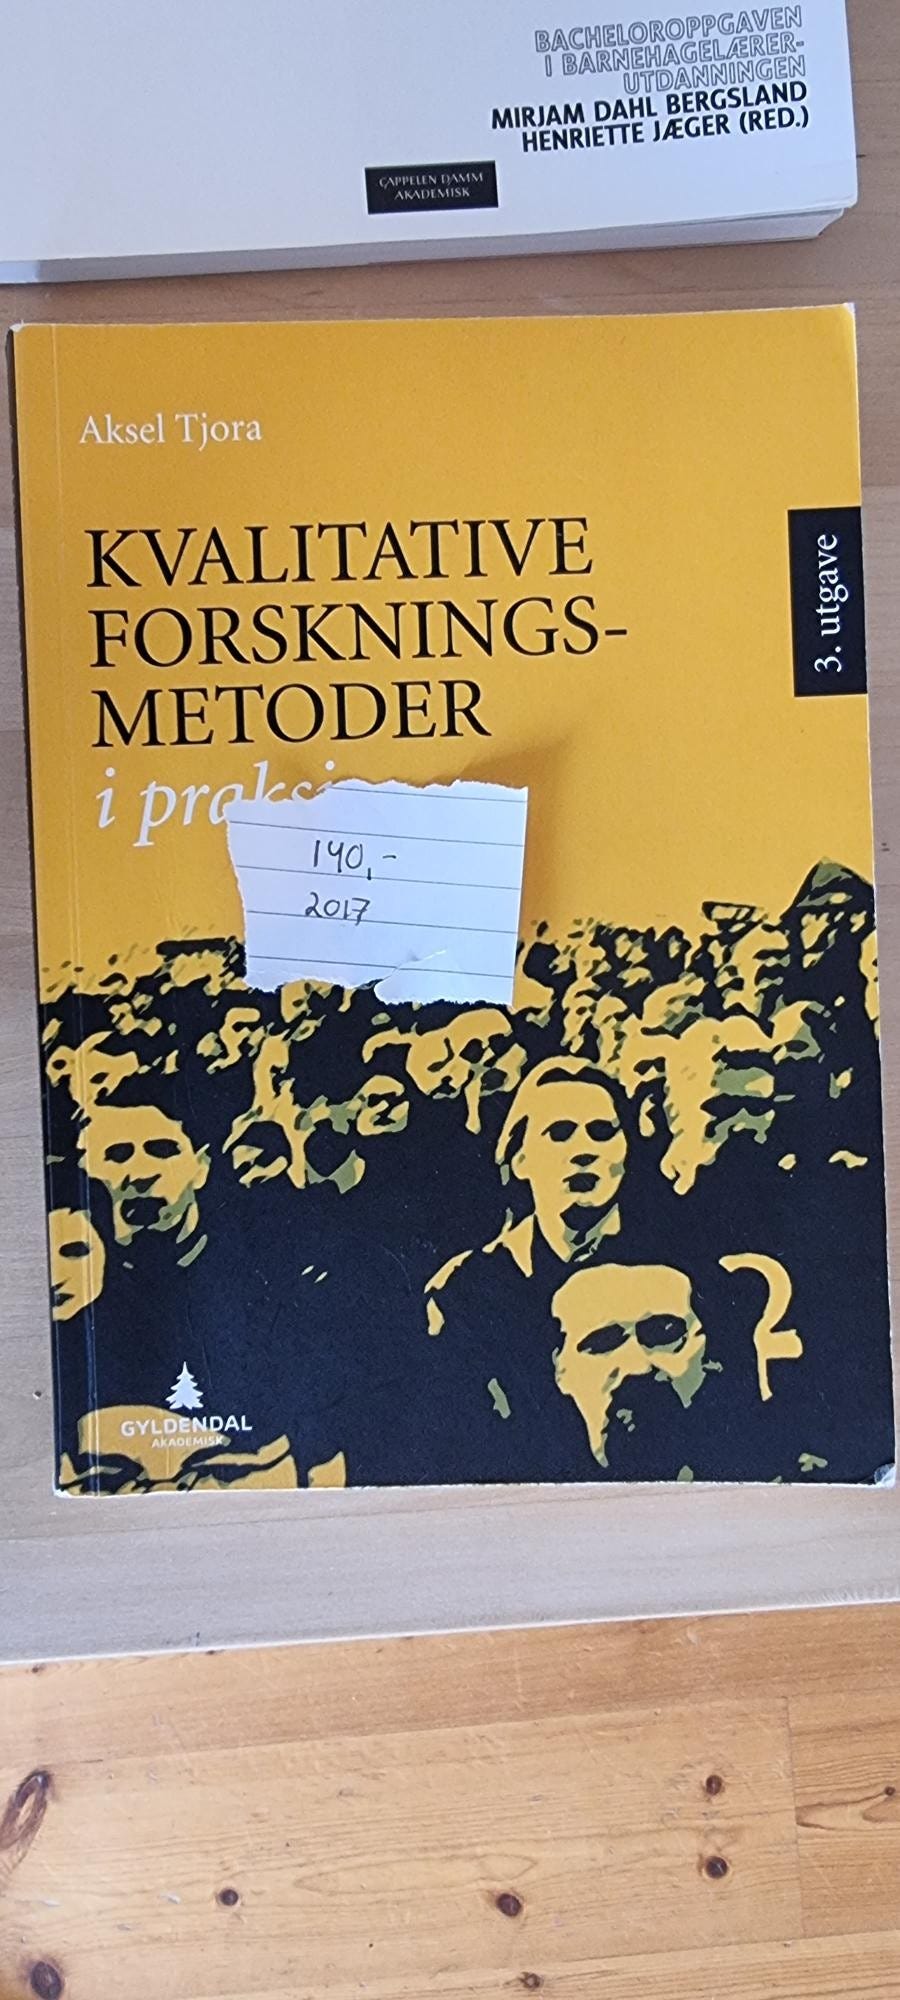 BACHELOROPPGAVEN
I BARNEHAGELÆRER-
UTDANNINGEN
MIRJAM DAHL BERGSLAND
HENRIETTE JÆGER (RED.)
CAPPELEN DAMM
AKADEMISK
Aksel Tjora
3. utgave
KVALITATIVE
FORSKNINGS-
METODER
i praksi
140,-
2017
GYLDENDAL
AKADEMISK